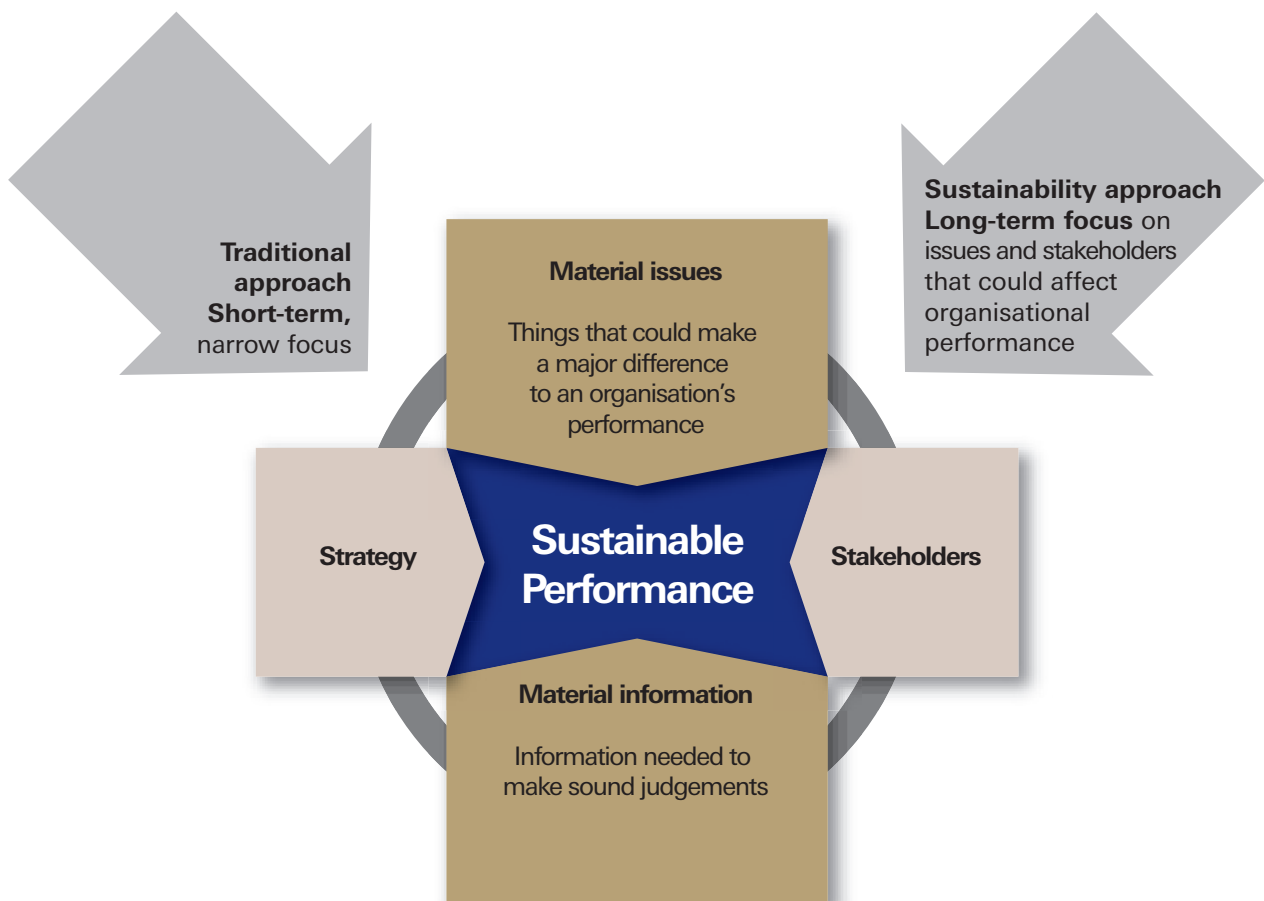 Traditional
approach
Short-term,
narrow focus
Sustainability approach
Long-term focus on
issues and stakeholders
that could affect
organisational
performance
Material issues
Things that could make
a major difference
to an organisation’s
performance
Strategy
Sustainable
Performance
Stakeholders
Material information
Information needed to
make sound judgements